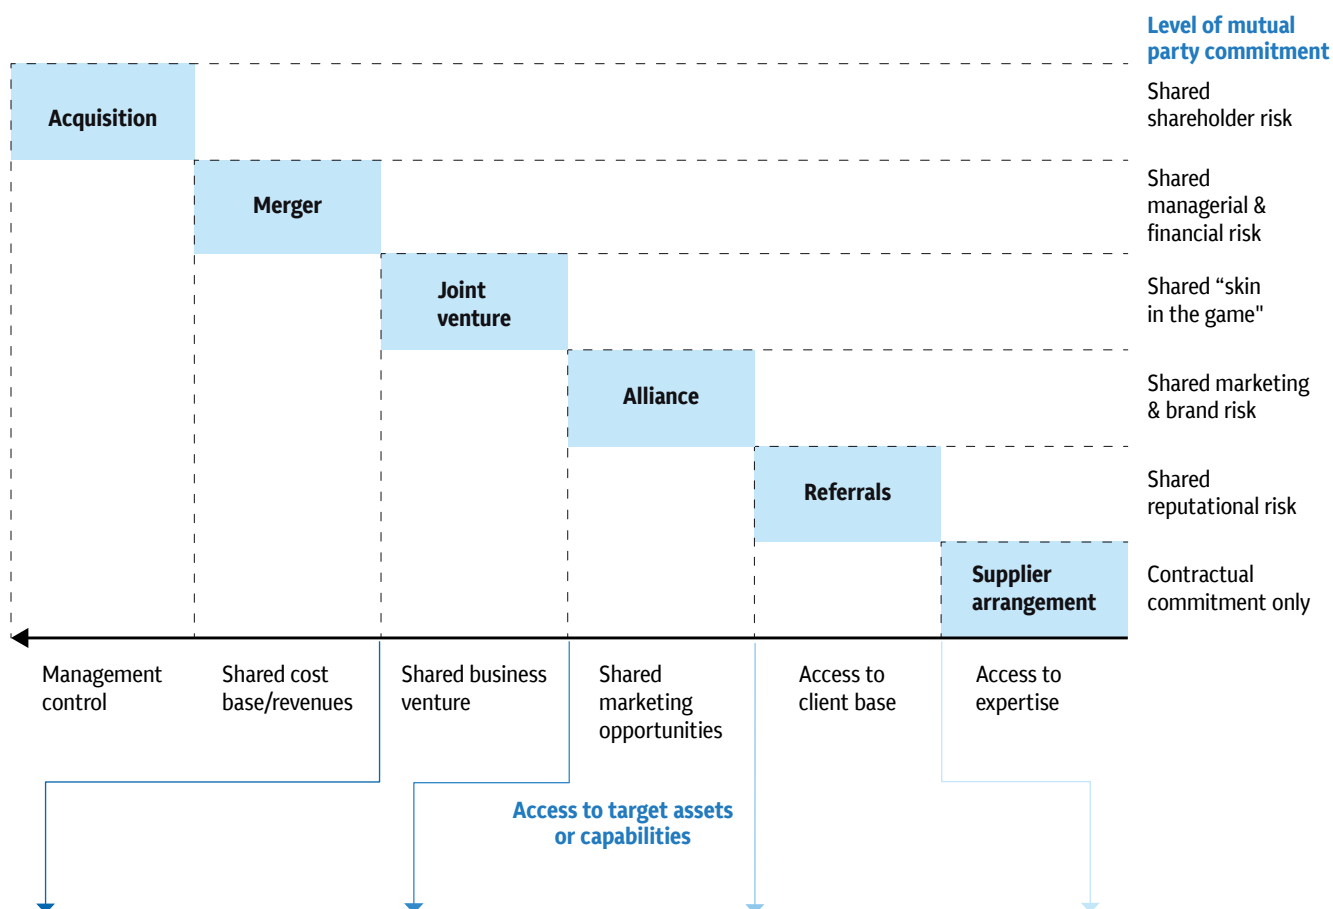 Level of mutual
party commitment
Acquisition
Shared
shareholder risk
Merger
Shared
managerial &
financial risk
Joint
venture
Shared “skin
in the game"
Alliance
Shared marketing
& brand risk
Referrals
Shared
reputational risk
Supplier
arrangement
Contractual
commitment only
Management
control
Shared cost
base/revenues
Shared business
venture
Shared
marketing
opportunities
Access to
client base
Access to
expertise
Access to target assets
or capabilities